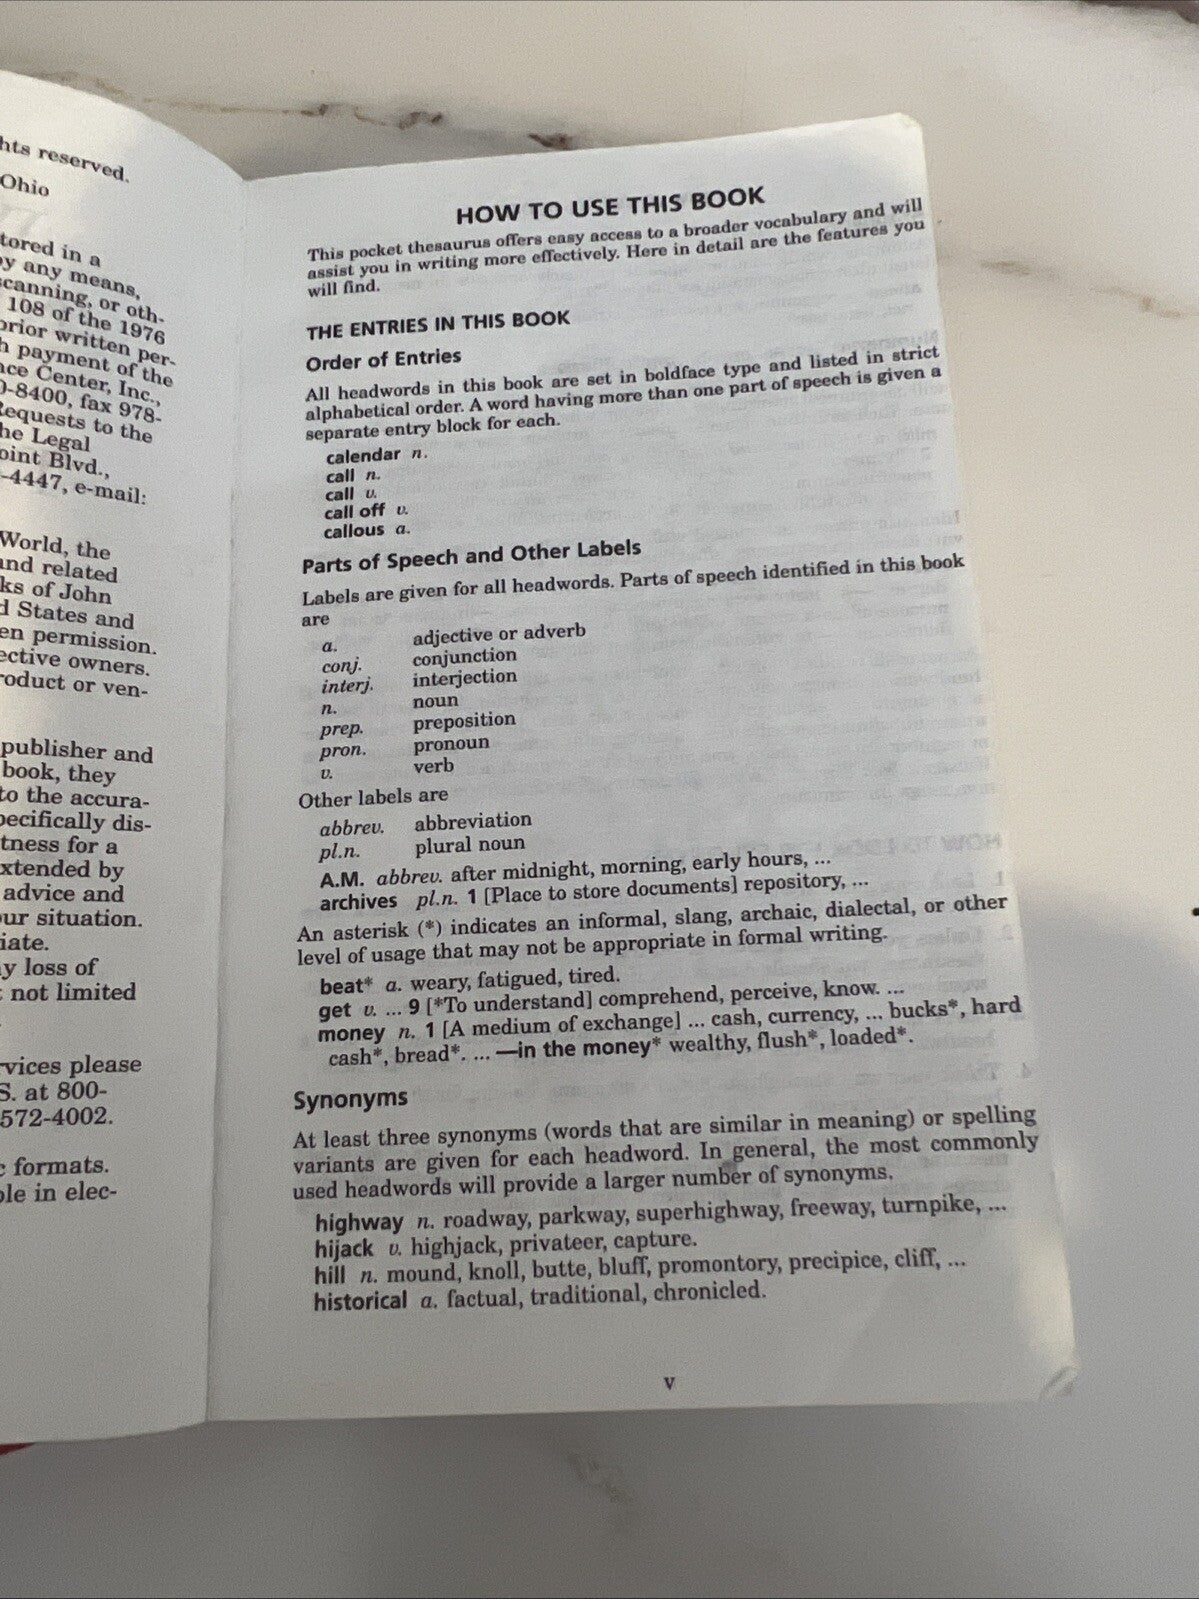 hts reserved.
Ohio
tored in a
by any means,
scanning, or oth-
108 of the 1976
prior written per-
h payment of the
nce Center, Inc.,
0-8400, fax 978-
Requests to the
he Legal
oint Blvd.,
-4447, e-mail:
World, the
and related
ks of John
d States and
en permission.
ective owners.
roduct or ven-
publisher and
book, they
to the accura-
pecifically dis-
tness for a
xtended by
advice and
our situation.
iate.
y loss of
not limited
rvices please
S. at 800-
572-4002.
c formats.
ble in elec-
HOW TO USE THIS BOOK
This pocket thesaurus offers easy access to a broader vocabulary and will
assist you in writing more effectively. Here in detail are the features you
will find.
THE ENTRIES IN THIS BOOK
Order of Entries
All headwords in this book are set in boldface type and listed in strict
alphabetical order. A word having more than one part of speech is given a
separate entry block for each.
calendar n.
call n.
call v.
call off v.
callous a.
Parts of Speech and Other Labels
Labels are given for all headwords. Parts of speech identified in this book
are
a. adjective or adverb
conj. conjunction
interj. interjection
n. noun
prep. preposition
pron. pronoun
v. verb
Other labels are
abbrev. abbreviation
pl.n. plural noun
A.M. abbrev. after midnight, morning, early hours, ...
archives pl.n. 1 [Place to store documents] repository, ...
An asterisk (*) indicates an informal, slang, archaic, dialectal, or other
level of usage that may not be appropriate in formal writing.
beat* a. weary, fatigued, tired.
get v. ... 9 [*To understand] comprehend, perceive, know. ...
money n. 1 [A medium of exchange] ... cash, currency, ... bucks*, hard
cash*, bread*. ... —in the money* wealthy, flush*, loaded*.
Synonyms
At least three synonyms (words that are similar in meaning) or spelling
variants are given for each headword. In general, the most commonly
used headwords will provide a larger number of synonyms.
highway n. roadway, parkway, superhighway, freeway, turnpike, ...
hijack v. highjack, privateer, capture.
hill n. mound, knoll, butte, bluff, promontory, precipice, cliff, ...
historical a. factual, traditional, chronicled.
v